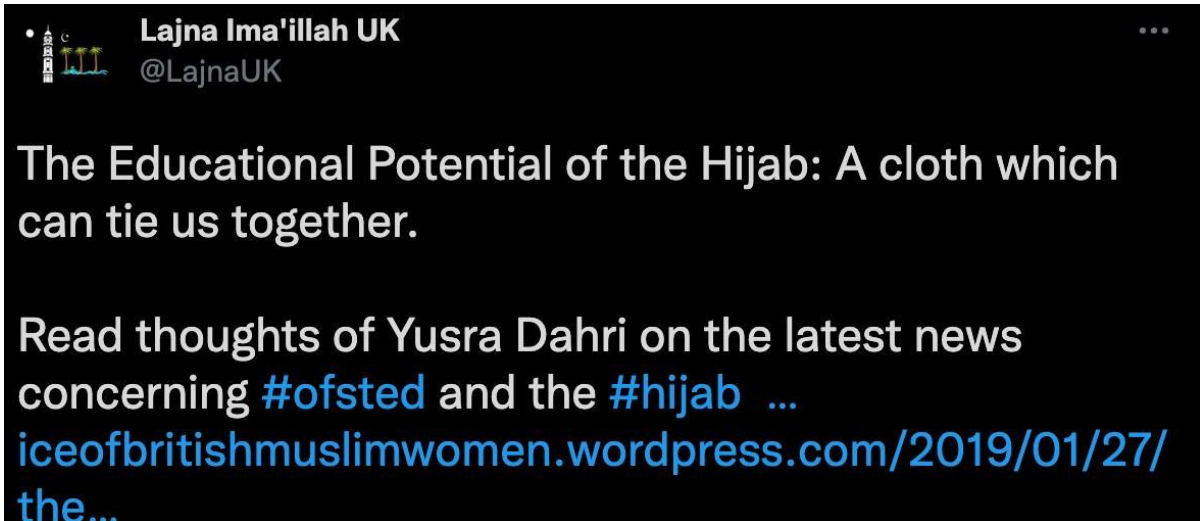 Lajna Ima'illah UK
@LajnaUK
The Educational Potential of the Hijab: A cloth which
can tie us together.
Read thoughts of Yusra Dahri on the latest news
concerning #ofsted and the #hijab ...
iceofbritishmuslimwomen.wordpress.com/2019/01/27/
the...